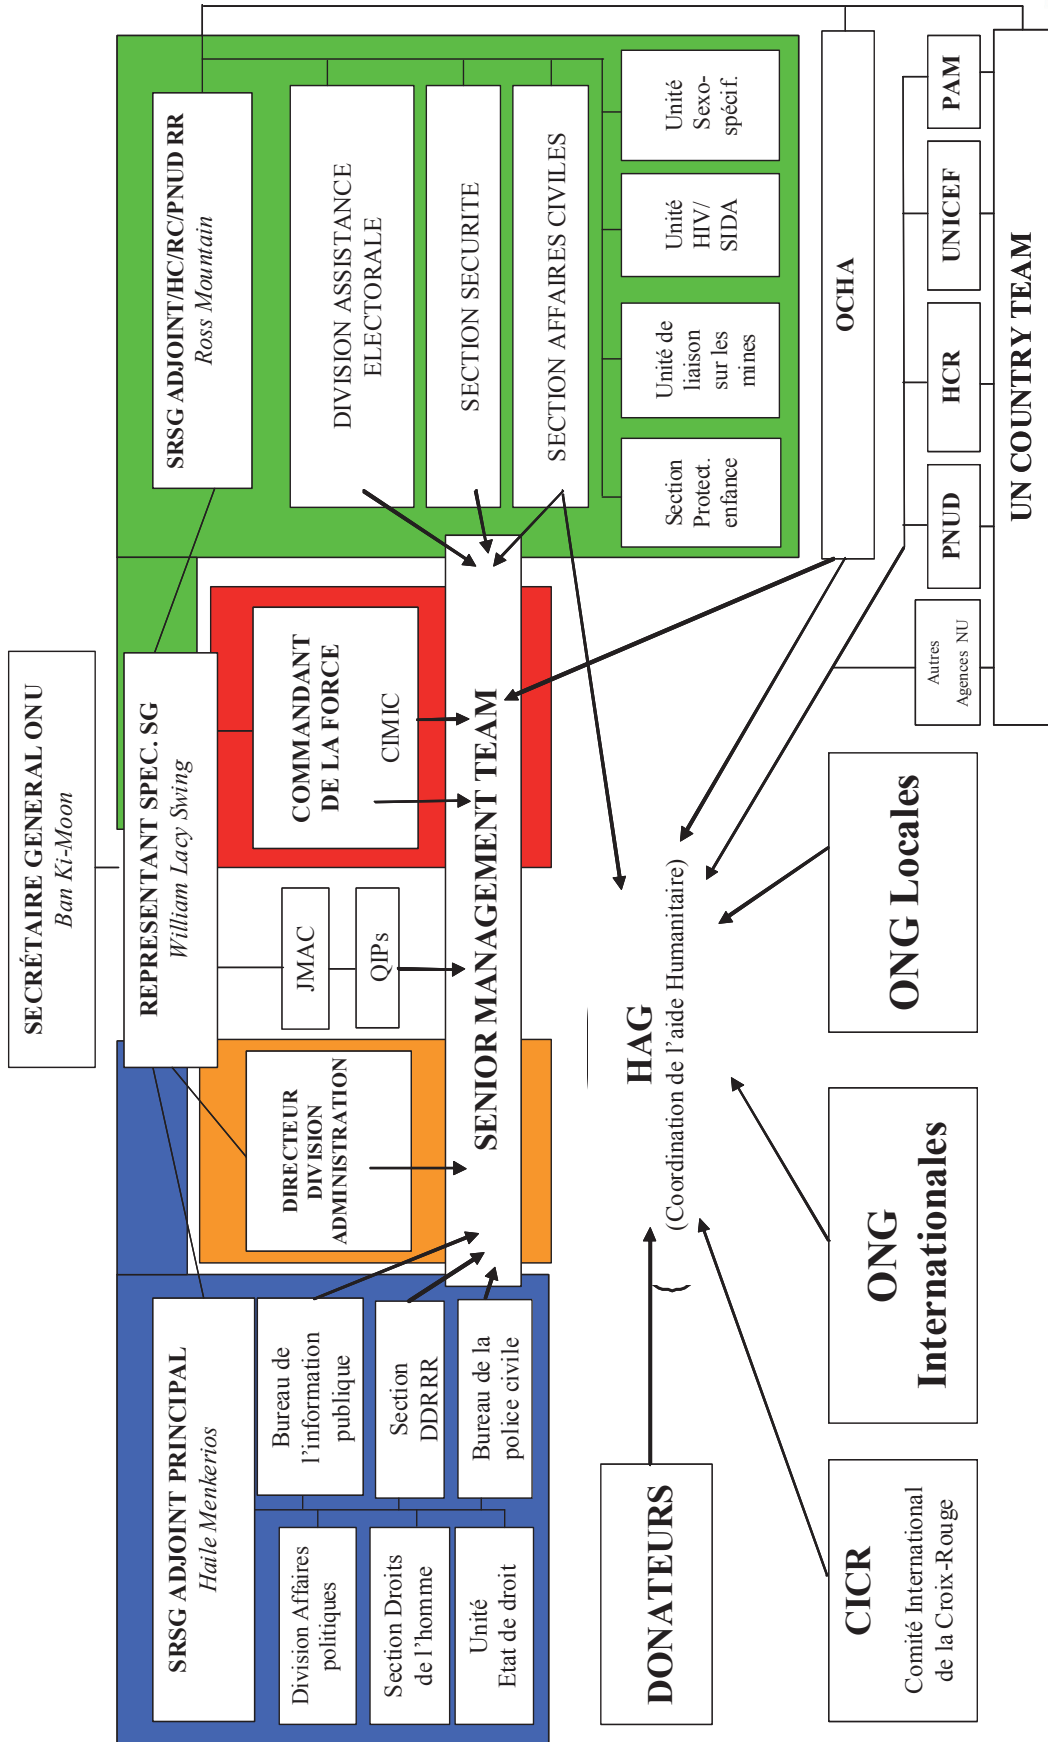 SECRÉTAIRE GENERAL ONU
Ban Ki-Moon
REPRESENTANT SPEC. SG
William Lacy Swing
SRSG ADJOINT PRINCIPAL
Haile Menkerios
SRSG ADJOINT/HC/RC/PNUD RR
Ross Mountain
Division Affaires
politiques
Section Droits
de l'homme
Unité
Etat de droit
Bureau de
l'information
publique
Section
DDRRR
Bureau de la
police civile
DIRECTEUR
DIVISION
ADMINISTRATION
JMAC
QIPs
COMMANDANT
DE LA FORCE
CIMIC
DIVISION ASSISTANCE
ELECTORALE
SECTION SECURITE
SECTION AFFAIRES CIVILES
Section
Protect.
enfance
Unité de
liaison
sur les
mines
Unité
HIV/
SIDA
Unité
Sexo-
spécif.
SENIOR MANAGEMENT TEAM
HAG
(Coordination de l’aide Humanitaire)
DONATEURS
CICR
Comité International
de la Croix-Rouge
ONG
Internationales
ONG Locales
OCHA
Autres
Agences NU
PNUD
HCR
UNICEF
PAM
UN COUNTRY TEAM